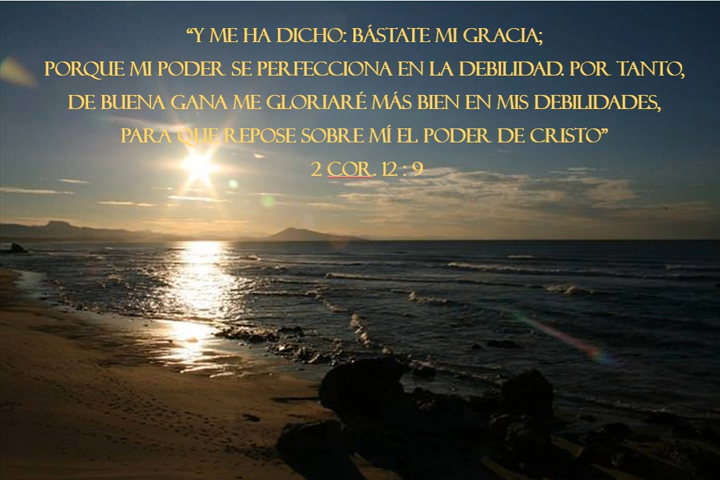 “Y ME HA DICHO: BÁSTATE MI GRACIA;
PORQUE MI PODER SE PERFECCIONA EN LA DEBILIDAD. POR TANTO,
DE BUENA GANA ME GLORIARÉ MÁS BIEN EN MIS DEBILIDADES,
PARA QUE REPOSE SOBRE MÍ EL PODER DE CRISTO”
2 COR. 12 : 9